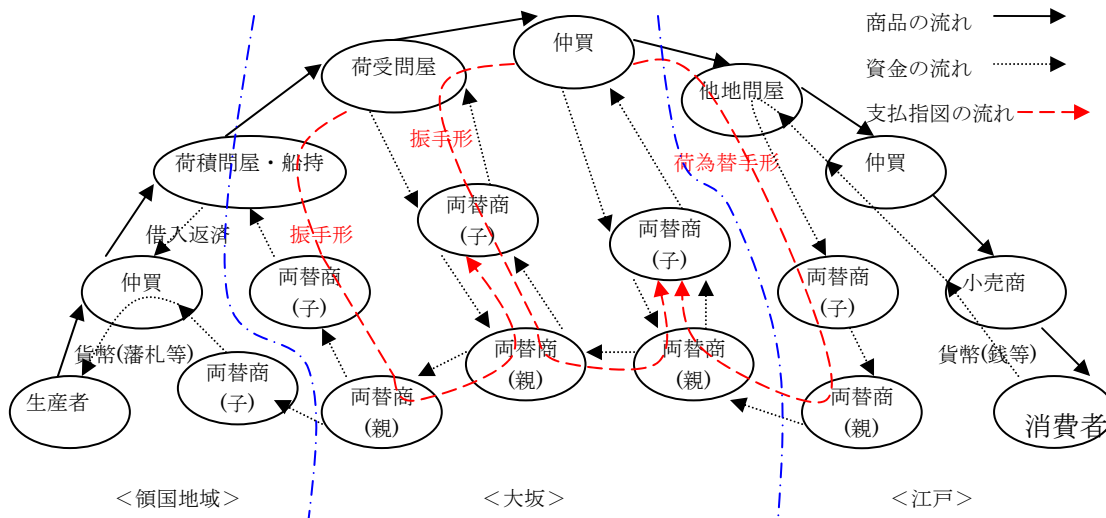 商品の流れ
資金の流れ
支払指図の流れ
仲買
荷受問屋
他地問屋
振手形
荷為替手形
荷積問屋・船持
仲買
両替商
(子)
両替商
(子)
借入返済
振手形
仲買
両替商
(子)
両替商
(子)
小売商
貨幣(藩札等)
両替商
(親)
両替商
(親)
貨幣(銭等)
生産者
両替商
(子)
両替商
(親)
両替商
(親)
消費者
＜領国地域＞
＜大坂＞
＜江戸＞